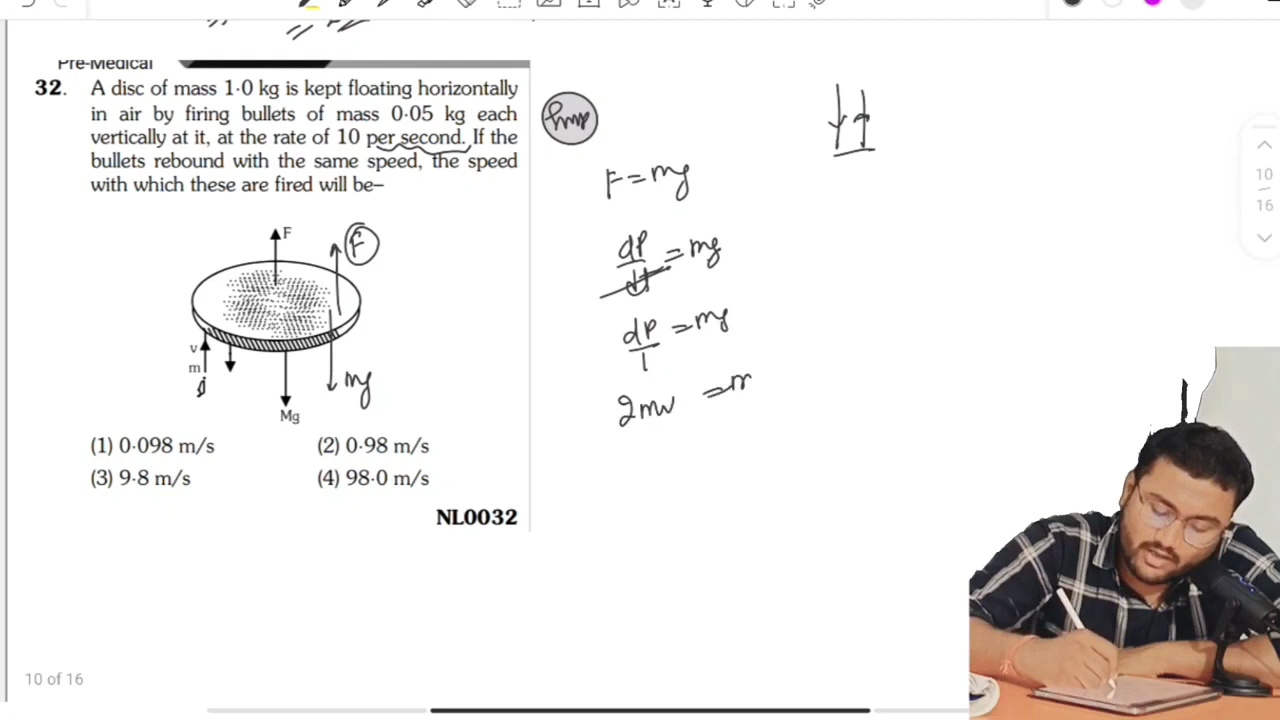 Pre-Medical
32. A disc of mass 1·0 kg is kept floating horizontally
in air by firing bullets of mass 0·05 kg each
vertically at it, at the rate of 10 per second. If the
bullets rebound with the same speed, the speed
with which these are fired will be–
F
F
v
m
mg
Mg
(1) 0·098 m/s (2) 0·98 m/s
(3) 9·8 m/s (4) 98·0 m/s
NL0032
Imp
F = mg
dP/dt = mg
dP/1 = mg
2mv = m
10
16
10 of 16